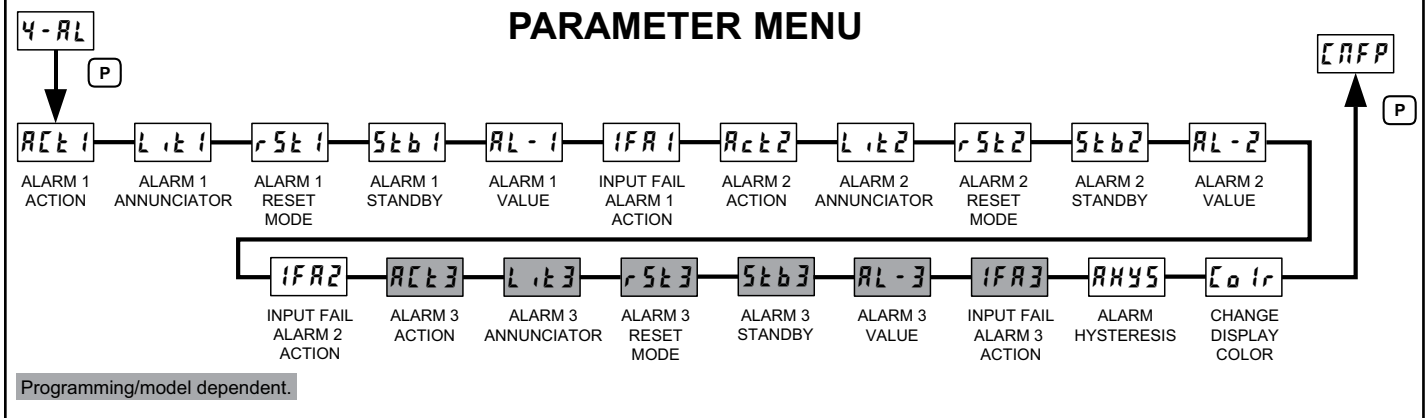 PARAMETER MENU
4-AL
P
CNFP
P
ACt1 Lit1 rSt1 Stb1 AL-1 IFA1 Act2 Lit2 rSt2 Stb2 AL-2
ALARM 1 ACTION
ALARM 1 ANNUNCIATOR
ALARM 1 RESET MODE
ALARM 1 STANDBY
ALARM 1 VALUE
INPUT FAIL ALARM 1 ACTION
ALARM 2 ACTION
ALARM 2 ANNUNCIATOR
ALARM 2 RESET MODE
ALARM 2 STANDBY
ALARM 2 VALUE
IFA2 ACt3 Lit3 rSt3 Stb3 AL-3 IFA3 AHYS Colr
INPUT FAIL ALARM 2 ACTION
ALARM 3 ACTION
ALARM 3 ANNUNCIATOR
ALARM 3 RESET MODE
ALARM 3 STANDBY
ALARM 3 VALUE
INPUT FAIL ALARM 3 ACTION
ALARM HYSTERESIS
CHANGE DISPLAY COLOR
Programming/model dependent.